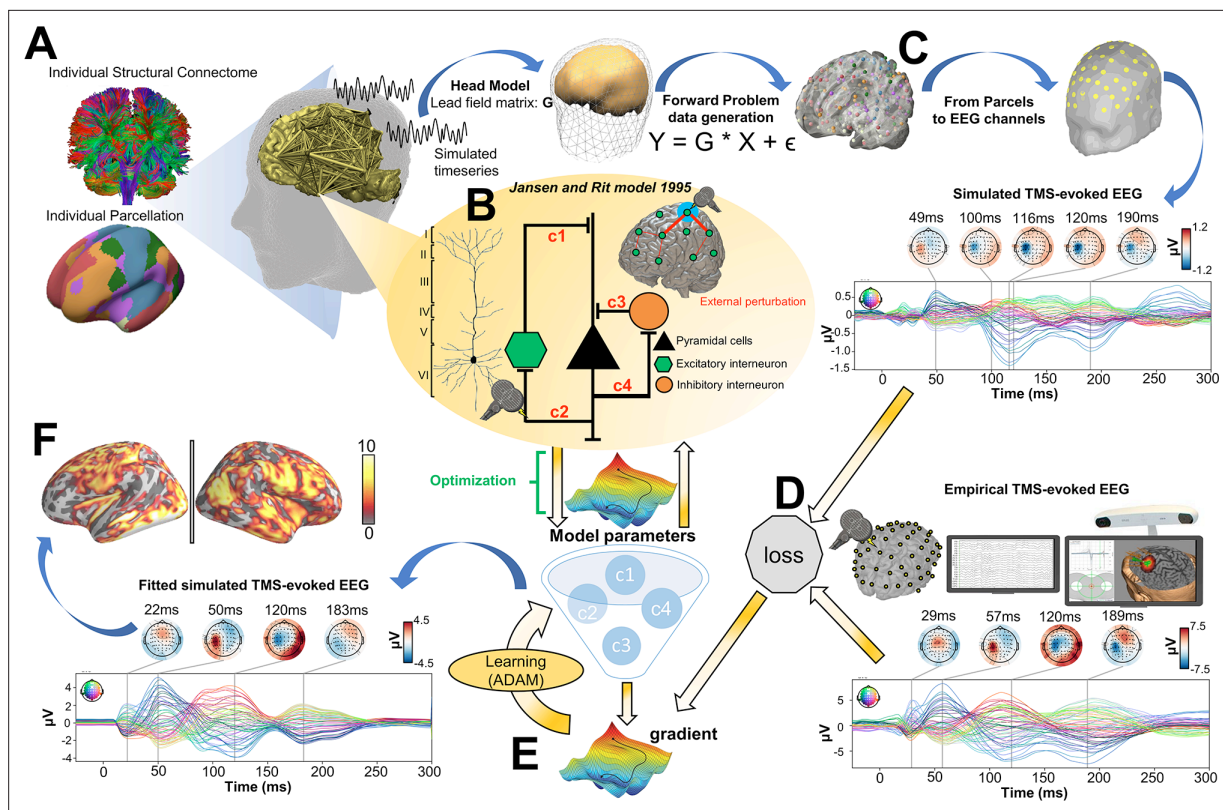 A
Individual Structural Connectome
Individual Parcellation
Simulated
timeseries
Head Model
Lead field matrix: G
Forward Problem
data generation
Y = G * X + ϵ
C
From Parcels
to EEG channels
Simulated TMS-evoked EEG
49ms 100ms 116ms 120ms 190ms
1.2
µV
-1.2
0.5
0.0
-0.5
-1.0
-1.5
µV
0 50 100 150 200 250 300
Time (ms)
B
Jansen and Rit model 1995
I
II
III
IV
V
VI
c1
c3
c4
c2
External perturbation
Pyramidal cells
Excitatory interneuron
Inhibitory interneuron
Optimization
Model parameters
c1
c2
c4
c3
D
Empirical TMS-evoked EEG
loss
29ms 57ms 120ms 189ms
7.5
µV
-7.5
5
0
-5
µV
0 50 100 150 200 250 300
Time (ms)
E
gradient
Learning
(ADAM)
F
10
0
Fitted simulated TMS-evoked EEG
22ms 50ms 120ms 183ms
4.5
µV
-4.5
4
2
0
-2
-4
µV
0 50 100 150 200 250 300
Time (ms)